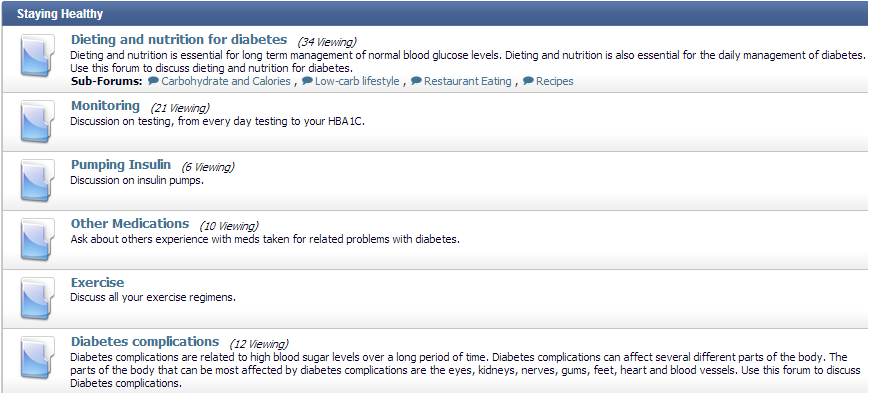 Staying Healthy
Dieting and nutrition for diabetes (34 Viewing)
Dieting and nutrition is essential for long term management of normal blood glucose levels. Dieting and nutrition is also essential for the daily management of diabetes.
Use this forum to discuss dieting and nutrition for diabetes.
Sub-Forums: Carbohydrate and Calories , Low-carb lifestyle , Restaurant Eating , Recipes
Monitoring (21 Viewing)
Discussion on testing, from every day testing to your HBA1C.
Pumping Insulin (6 Viewing)
Discussion on insulin pumps.
Other Medications (10 Viewing)
Ask about others experience with meds taken for related problems with diabetes.
Exercise
Discuss all your exercise regimens.
Diabetes complications (12 Viewing)
Diabetes complications are related to high blood sugar levels over a long period of time. Diabetes complications can affect several different parts of the body. The
parts of the body that can be most affected by diabetes complications are the eyes, kidneys, nerves, gums, feet, heart and blood vessels. Use this forum to discuss
Diabetes complications.